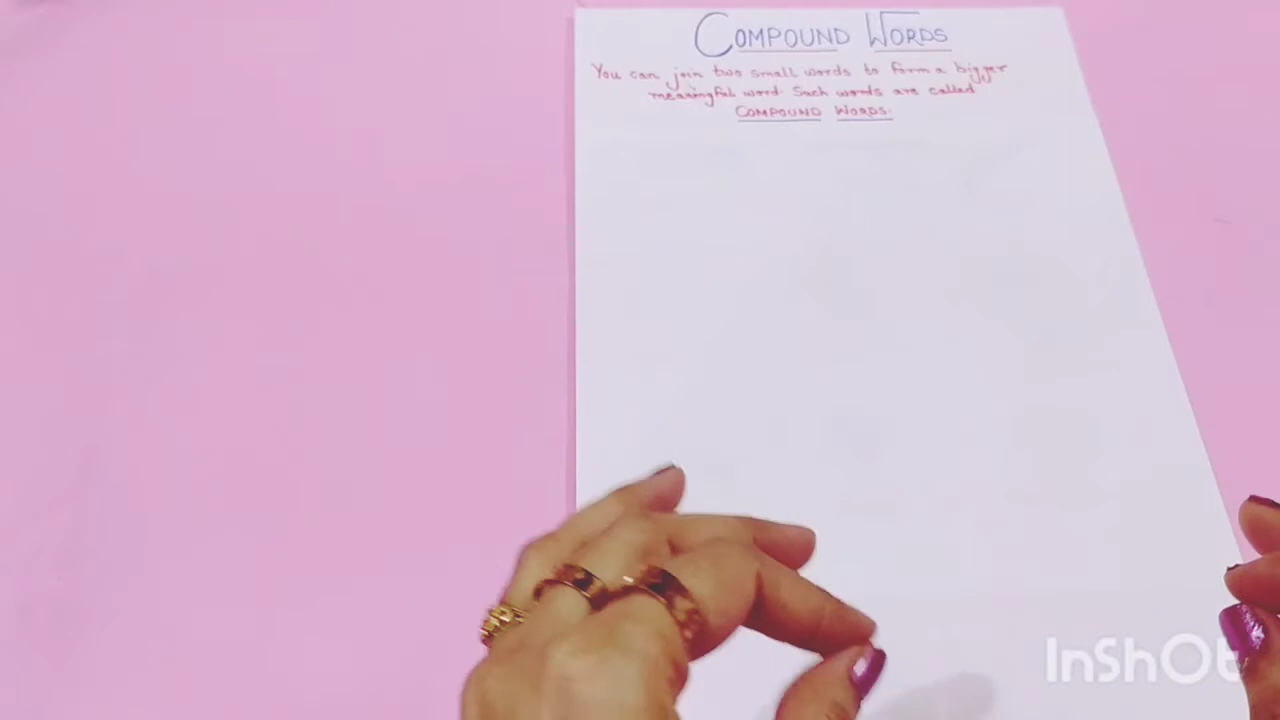 COMPOUND WORDS
You can join two small words to form a bigger
meaningful word. Such words are called
COMPOUND WORDS.
InShOt